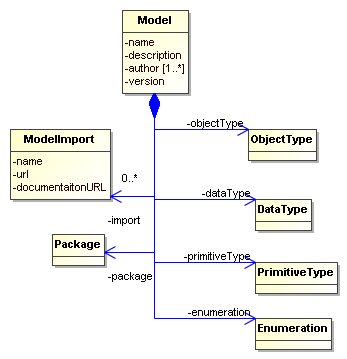 Model
-name
-description
-author [1..*]
-version
-objectType
ModelImport
ObjectType
-name
-url
-documentaitonURL
0..*
-dataType
-import
DataType
Package
-primitiveType
-package
PrimitiveType
-enumeration
Enumeration